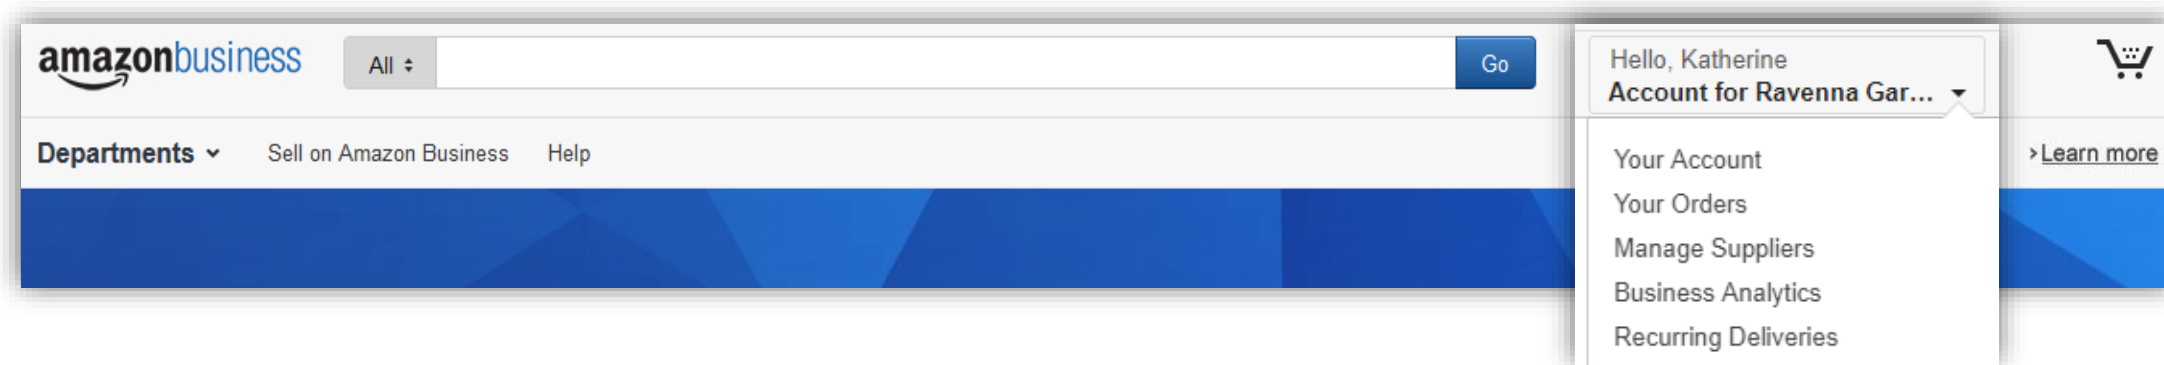 amazonbusiness
All
Go
Hello, Katherine
Account for Ravenna Gar...
Departments
Sell on Amazon Business
Help
›Learn more
Your Account
Your Orders
Manage Suppliers
Business Analytics
Recurring Deliveries